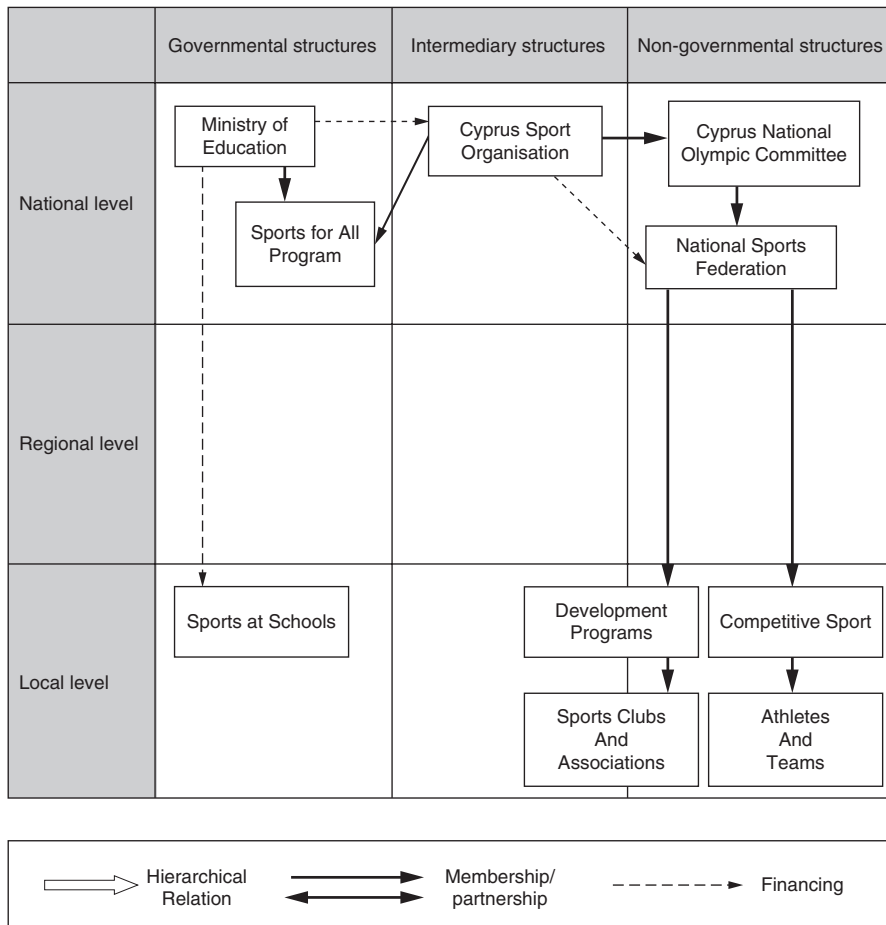 Governmental structures
Intermediary structures
Non-governmental structures
National level
Ministry of
Education
Cyprus Sport
Organisation
Cyprus National
Olympic Committee
Sports for All
Program
National Sports
Federation
Regional level
Local level
Sports at Schools
Development
Programs
Competitive Sport
Sports Clubs
And
Associations
Athletes
And
Teams
Hierarchical
Relation
Membership/
partnership
Financing